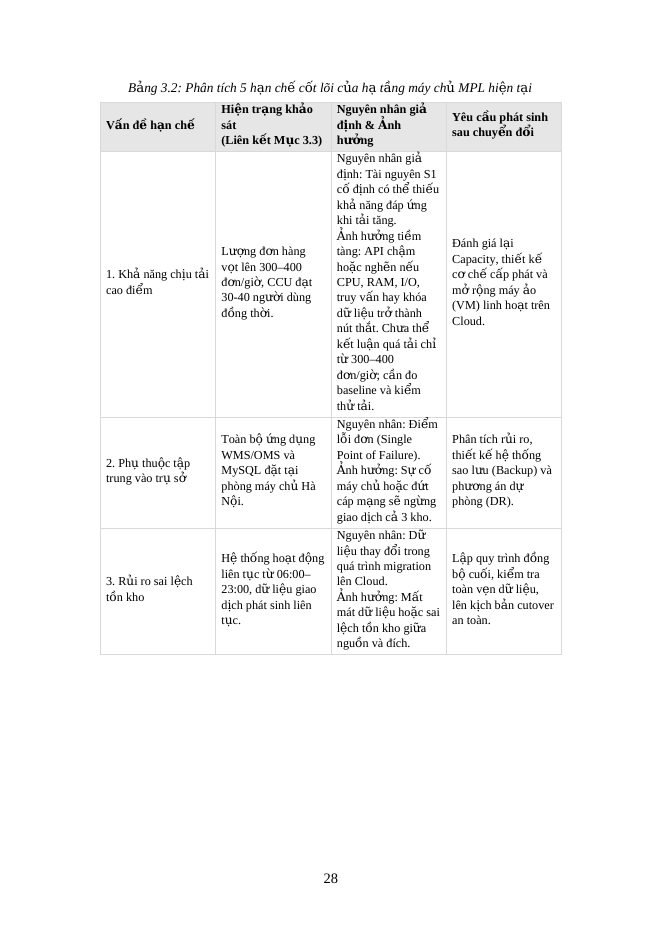 Bảng 3.2: Phân tích 5 hạn chế cốt lõi của hạ tầng máy chủ MPL hiện tại
Vấn đề hạn chế
Hiện trạng khảo
sát
(Liên kết Mục 3.3)
Nguyên nhân giả
định & Ảnh
hưởng
Yêu cầu phát sinh
sau chuyển đổi
1. Khả năng chịu tải
cao điểm
Lượng đơn hàng
vọt lên 300–400
đơn/giờ, CCU đạt
30-40 người dùng
đồng thời.
Nguyên nhân giả
định: Tài nguyên S1
cố định có thể thiếu
khả năng đáp ứng
khi tải tăng.
Ảnh hưởng tiềm
tàng: API chậm
hoặc nghẽn nếu
CPU, RAM, I/O,
truy vấn hay khóa
dữ liệu trở thành
nút thắt. Chưa thể
kết luận quá tải chỉ
từ 300–400
đơn/giờ; cần đo
baseline và kiểm
thử tải.
Đánh giá lại
Capacity, thiết kế
cơ chế cấp phát và
mở rộng máy ảo
(VM) linh hoạt trên
Cloud.
2. Phụ thuộc tập
trung vào trụ sở
Toàn bộ ứng dụng
WMS/OMS và
MySQL đặt tại
phòng máy chủ Hà
Nội.
Nguyên nhân: Điểm
lỗi đơn (Single
Point of Failure).
Ảnh hưởng: Sự cố
máy chủ hoặc đứt
cáp mạng sẽ ngừng
giao dịch cả 3 kho.
Phân tích rủi ro,
thiết kế hệ thống
sao lưu (Backup) và
phương án dự
phòng (DR).
3. Rủi ro sai lệch
tồn kho
Hệ thống hoạt động
liên tục từ 06:00–
23:00, dữ liệu giao
dịch phát sinh liên
tục.
Nguyên nhân: Dữ
liệu thay đổi trong
quá trình migration
lên Cloud.
Ảnh hưởng: Mất
mát dữ liệu hoặc sai
lệch tồn kho giữa
nguồn và đích.
Lập quy trình đồng
bộ cuối, kiểm tra
toàn vẹn dữ liệu,
lên kịch bản cutover
an toàn.
28